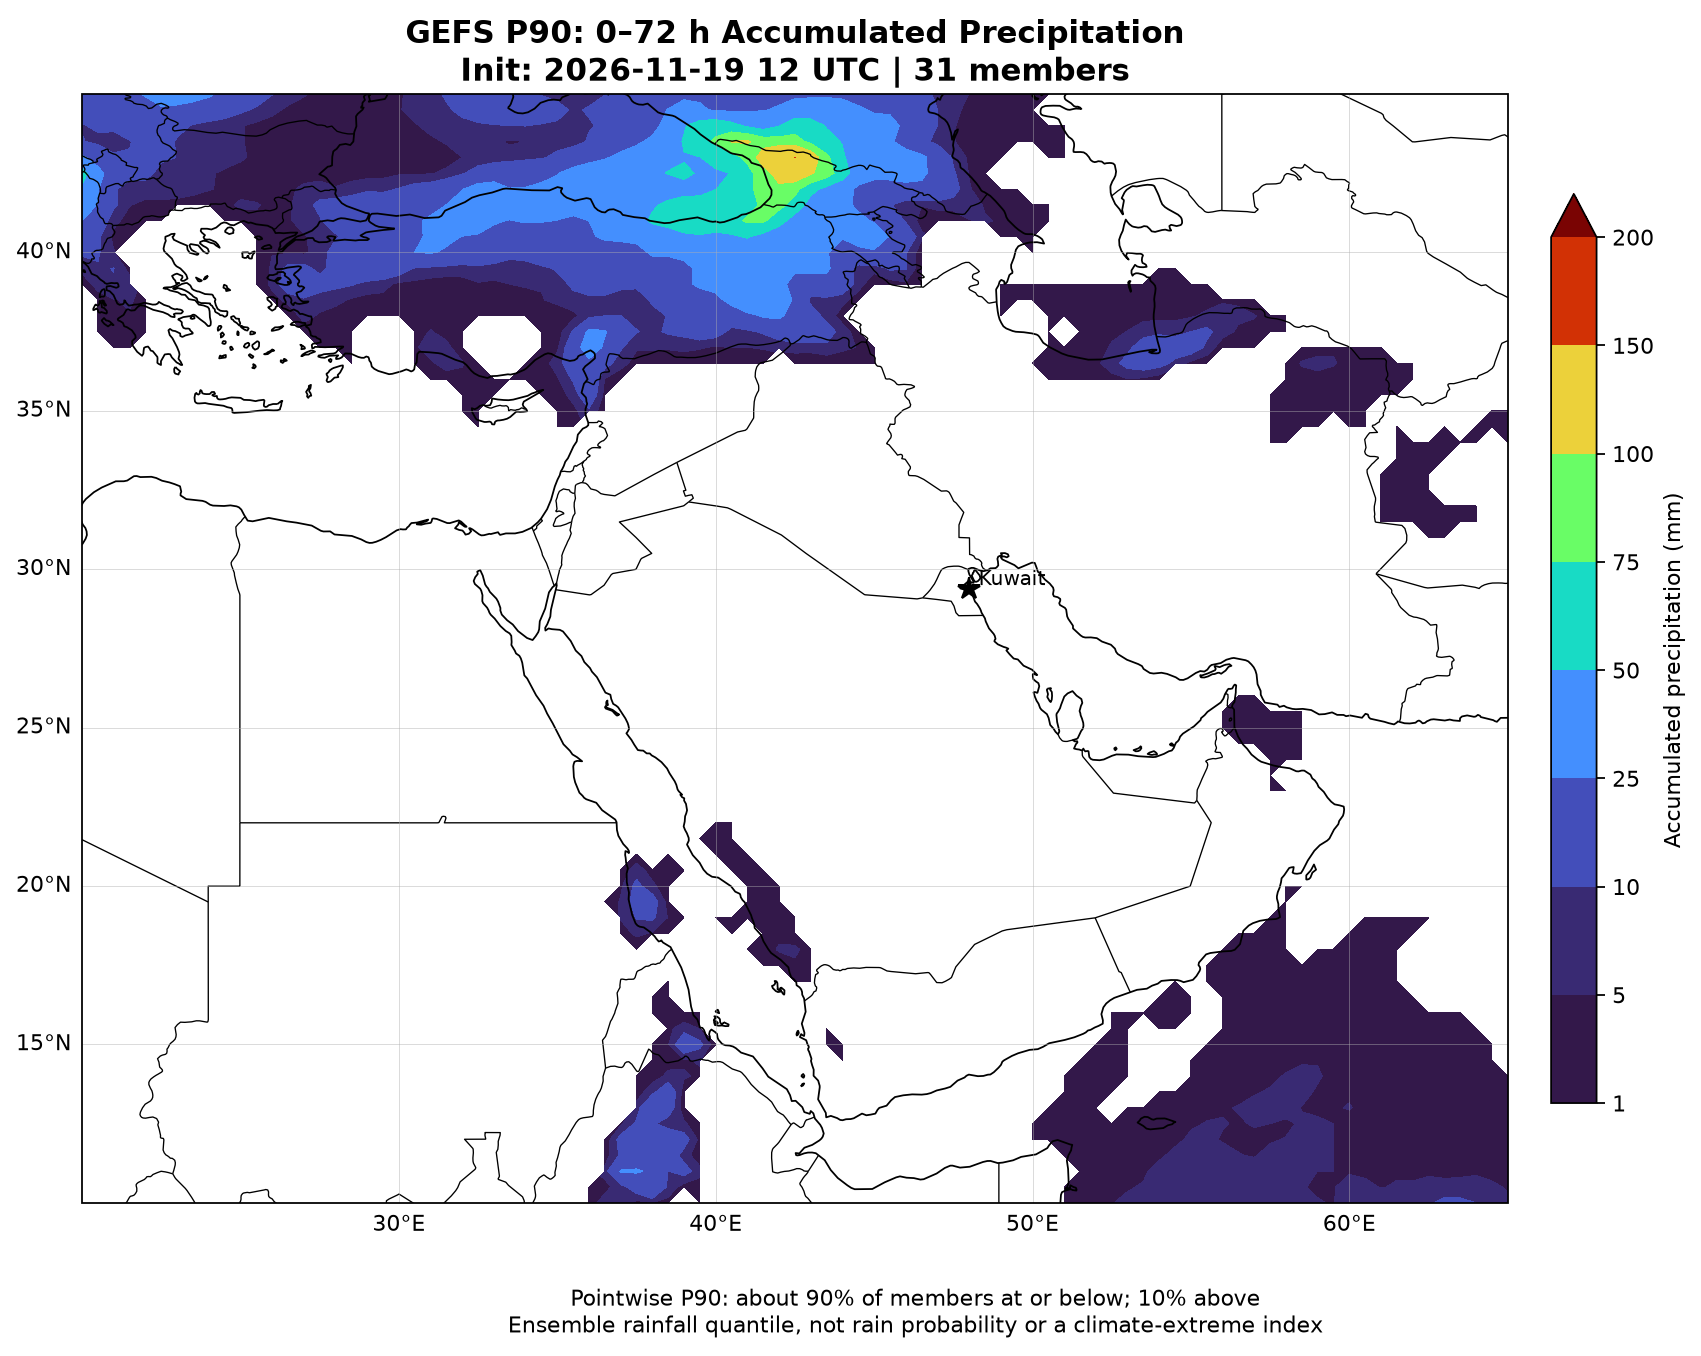 GEFS P90: 0–72 h Accumulated Precipitation
Init: 2026-11-19 12 UTC | 31 members
40°N
35°N
30°N
25°N
20°N
15°N
Kuwait
30°E
40°E
50°E
60°E
200
150
100
75
50
25
10
5
1
Accumulated precipitation (mm)
Pointwise P90: about 90% of members at or below; 10% above
Ensemble rainfall quantile, not rain probability or a climate-extreme index